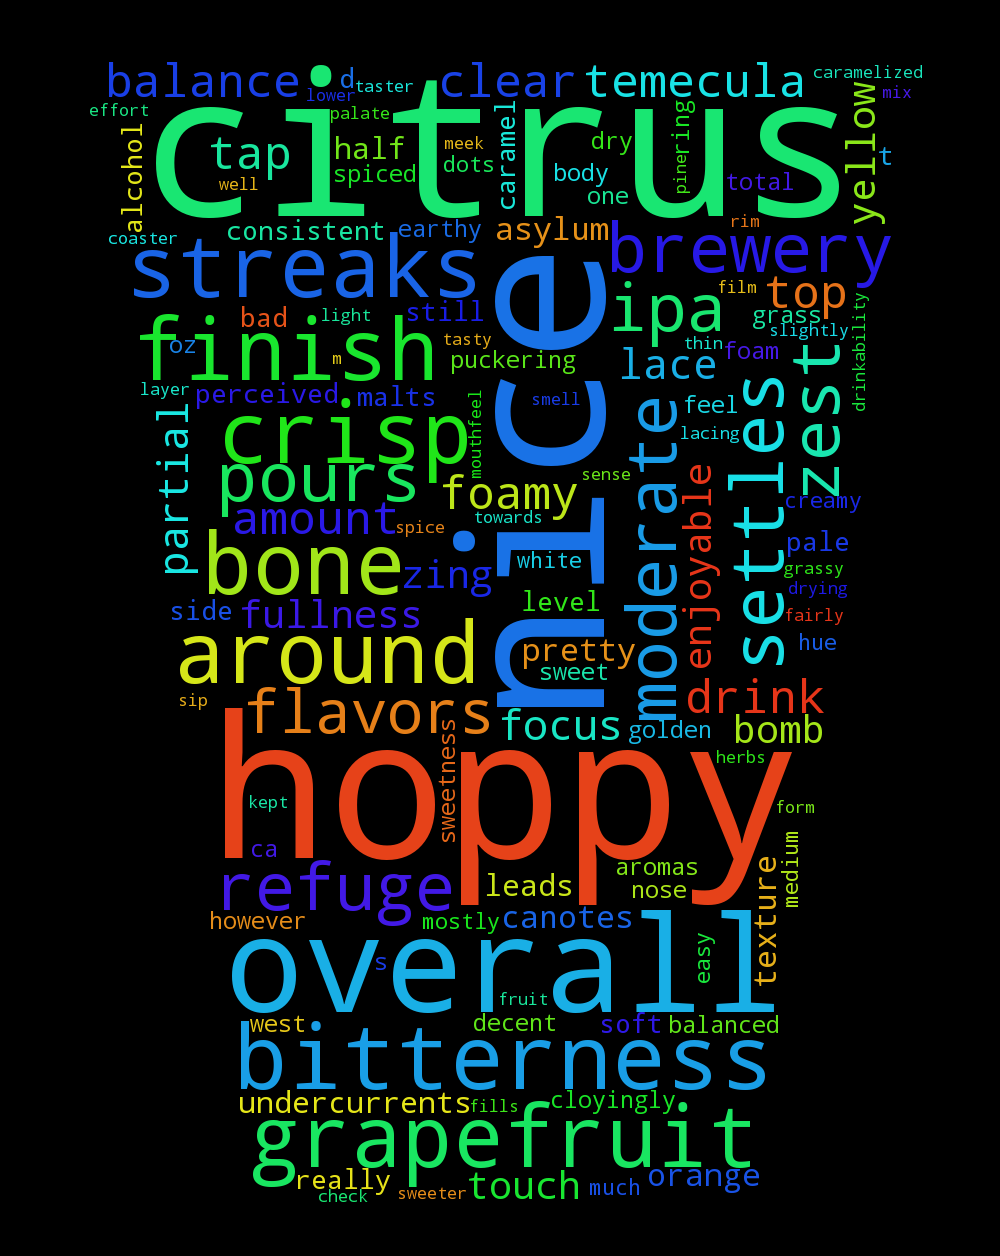 balance
d
taster
clear
temecula
caramelized
effort
lower
palate
mix
citrus
alcohol
tap
half
meek
dots
caramel
dry
pinering
yellow
t
well
spiced
body
one
total
coaster
consistent
earthy
asylum
rim
streaks
brewery
nice
bad
light
still
ipa
film
top
grass
slightly
drinkability
finish
oz
m
tasty
puckering
thin
foam
lace
zest
layer
perceived
malts
smell
feel
partial
crisp
mouthfeel
lacing
moderate
settles
pours
foamy
sense
enjoyable
creamy
amount
spice
towards
pale
bone
zing
white
grassy
drying
side
fullness
level
fairly
around
pretty
hue
sweet
sip
flavors
drink
focus
golden
bomb
hoppy
sweetness
herbs
kept
form
ca
medium
refuge
leads
aromas
nose
texture
however
mostly
canotes
easy
overall
s
fruit
west
decent
soft
balanced
bitterness
undercurrents
fills
cloyingly
grapefruit
really
check
sweeter
touch
much
orange